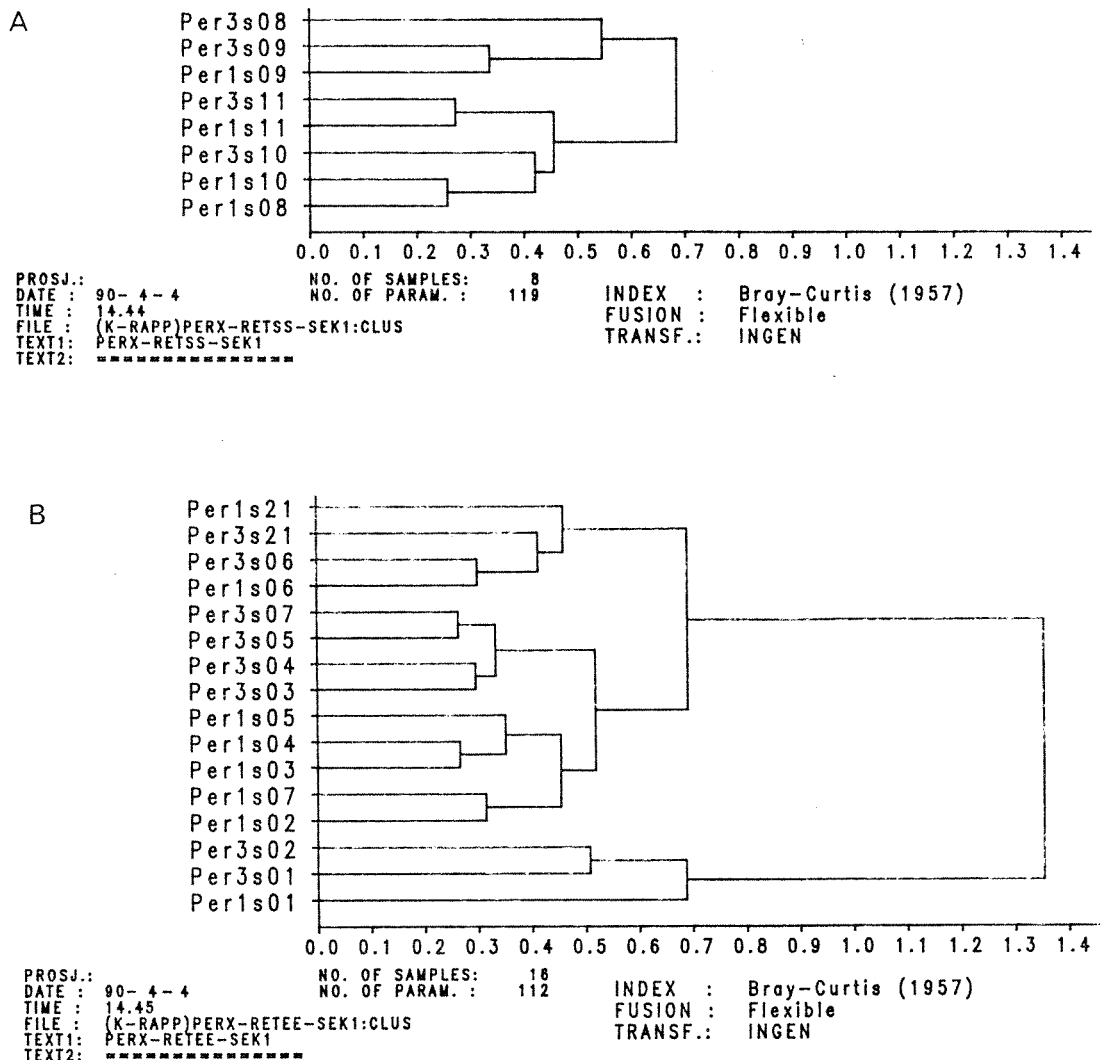 A
Per3s08
Per3s09
Per1s09
Per3s11
Per1s11
Per3s10
Per1s10
Per1s08
0.0 0.1 0.2 0.3 0.4 0.5 0.6 0.7 0.8 0.9 1.0 1.1 1.2 1.3 1.4
PROSJ.:
DATE : 90- 4-4
TIME : 14.44
FILE : (K-RAPP)PERX-RETSS-SEK1:CLUS
TEXT1: PERX-RETSS-SEK1
TEXT2: ===============
NO. OF SAMPLES: 8
NO. OF PARAM. : 119
INDEX : Bray-Curtis (1957)
FUSION : Flexible
TRANSF.: INGEN
B
Per1s21
Per3s21
Per3s06
Per1s06
Per3s07
Per3s05
Per3s04
Per3s03
Per1s05
Per1s04
Per1s03
Per1s07
Per1s02
Per3s02
Per3s01
Per1s01
0.0 0.1 0.2 0.3 0.4 0.5 0.6 0.7 0.8 0.9 1.0 1.1 1.2 1.3 1.4
PROSJ.:
DATE : 90- 4-4
TIME : 14.45
FILE : (K-RAPP)PERX-RETEE-SEK1:CLUS
TEXT1: PERX-RETEE-SEK1
TEXT2: ===============
NO. OF SAMPLES: 16
NO. OF PARAM. : 112
INDEX : Bray-Curtis (1957)
FUSION : Flexible
TRANSF.: INGEN